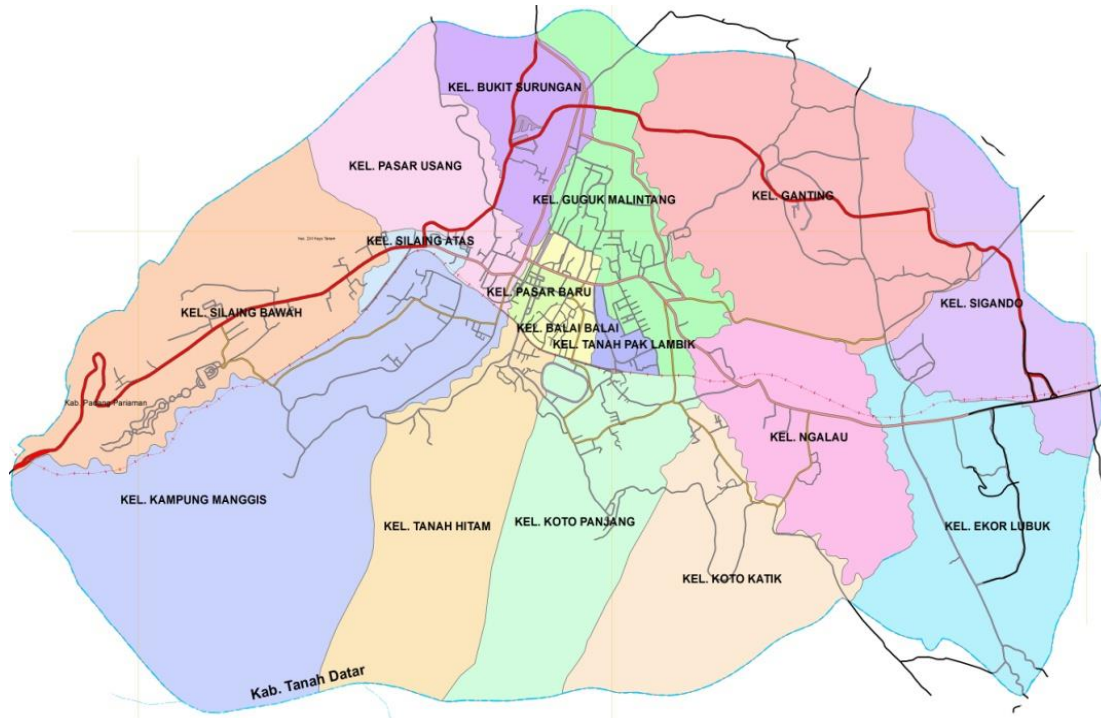 KEL. BUKIT SURUNGAN
KEL. PASAR USANG
KEL. GUGUK MALINTANG
KEL. GANTING
KEL. SILAING ATAS
KEL. PASAR BARU
KEL. SILAING BAWAH
KEL. SIGANDO
KEL. BALAI BALAI
KEL. TANAH PAK LAMBIK
Kab. Padang Pariaman
KEL. NGALAU
KEL. KAMPUNG MANGGIS
KEL. TANAH HITAM
KEL. KOTO PANJANG
KEL. EKOR LUBUK
KEL. KOTO KATIK
Kab. Tanah Datar